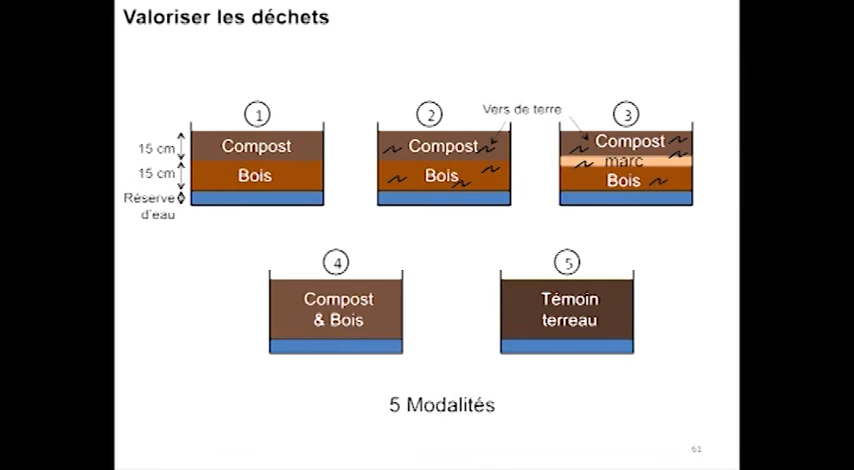 Valoriser les déchets
Vers de terre
1
2
3
15 cm
Compost
Compost
Compost
marc
15 cm
Bois
Bois
Bois
Réserve
d'eau
4
5
Compost
& Bois
Témoin
terreau
5 Modalités
61